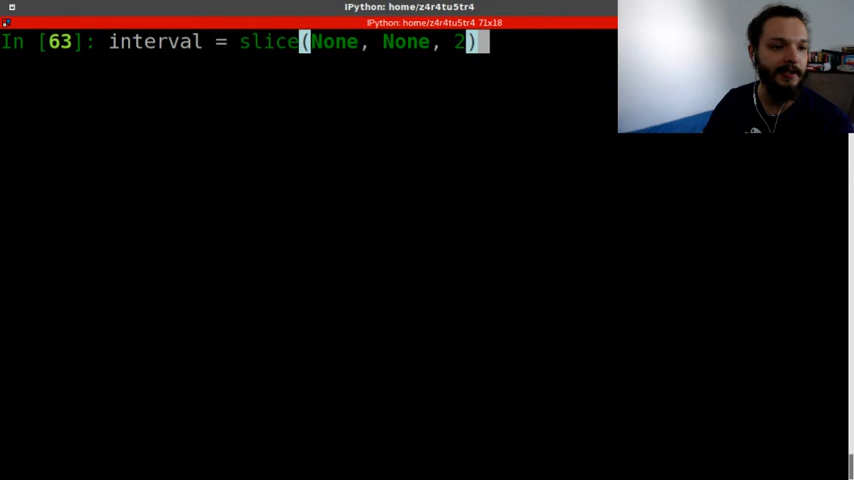 IPython: home/z4r4tu5tr4
IPython: home/z4r4tu5tr4 71x18
In [63]: interval = slice(None, None, 2)